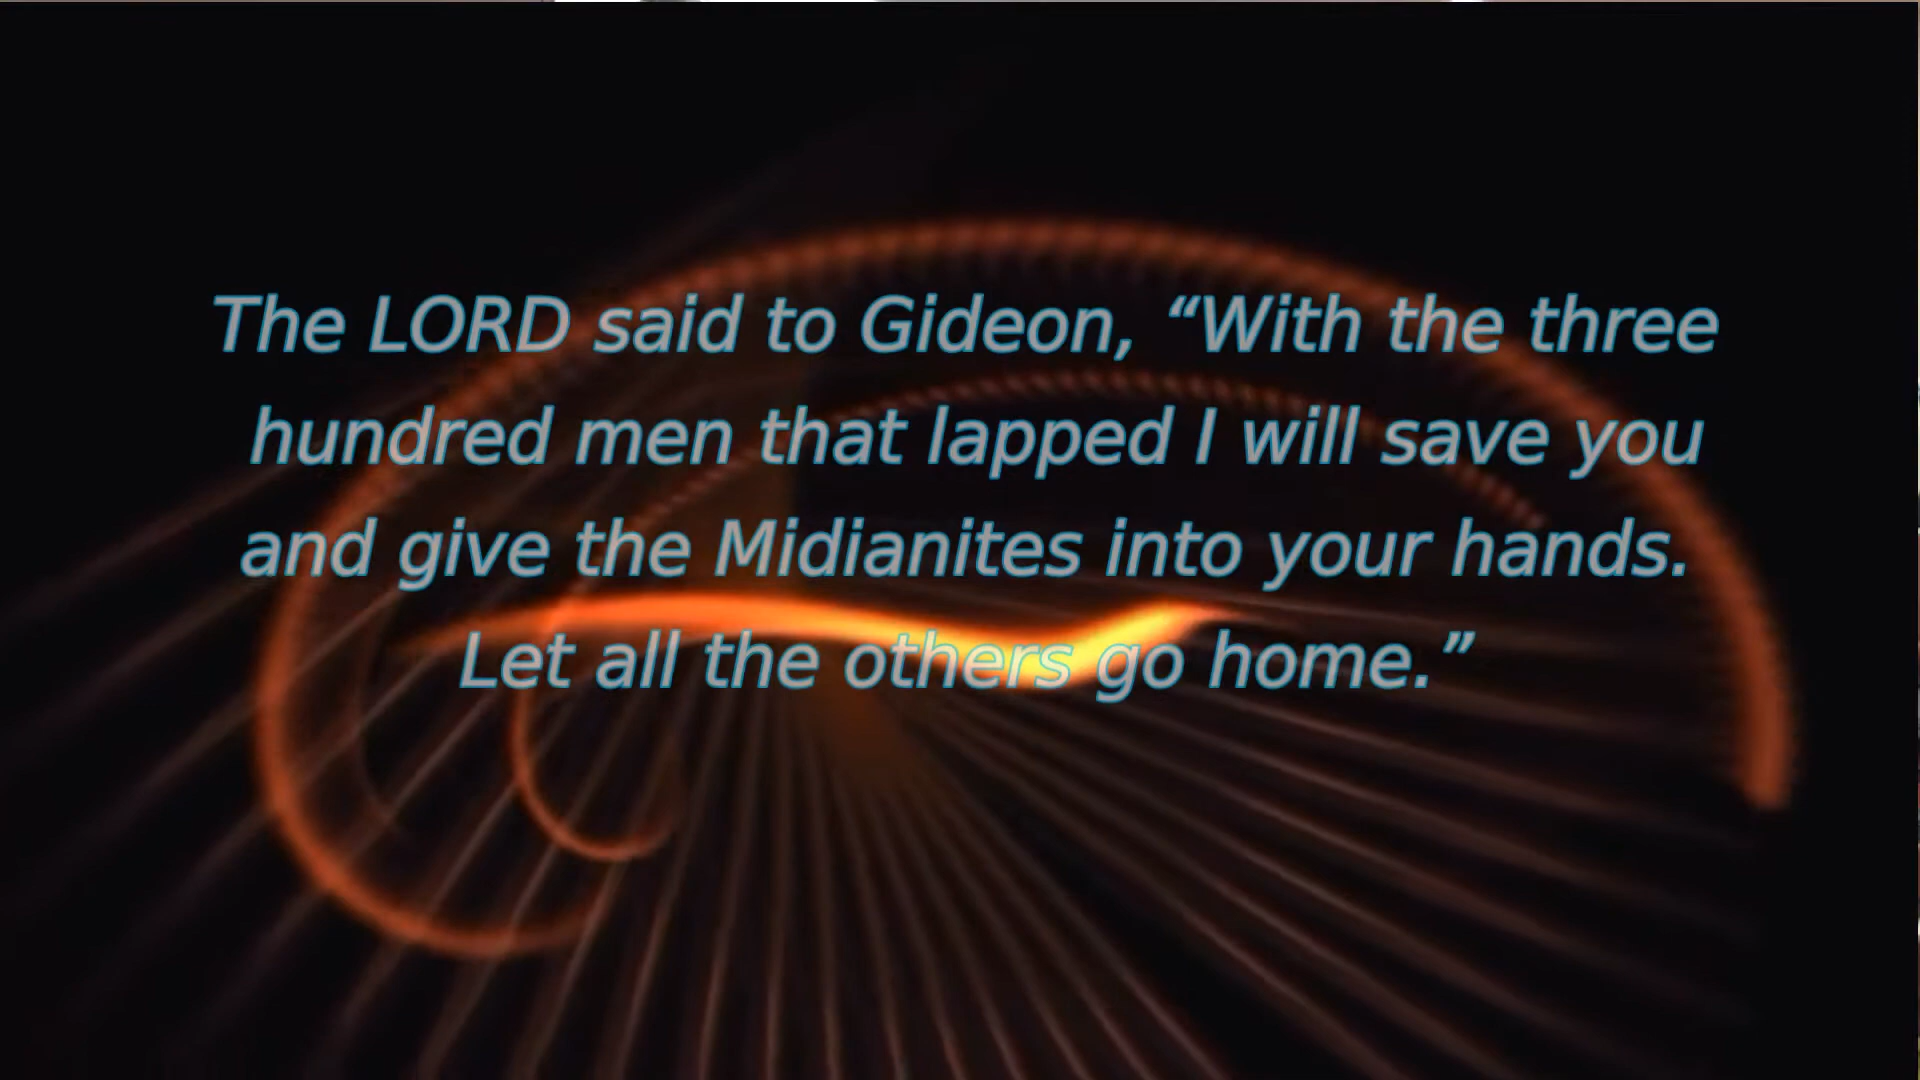 The LORD said to Gideon, “With the three
hundred men that lapped I will save you
and give the Midianites into your hands.
Let all the others go home.”